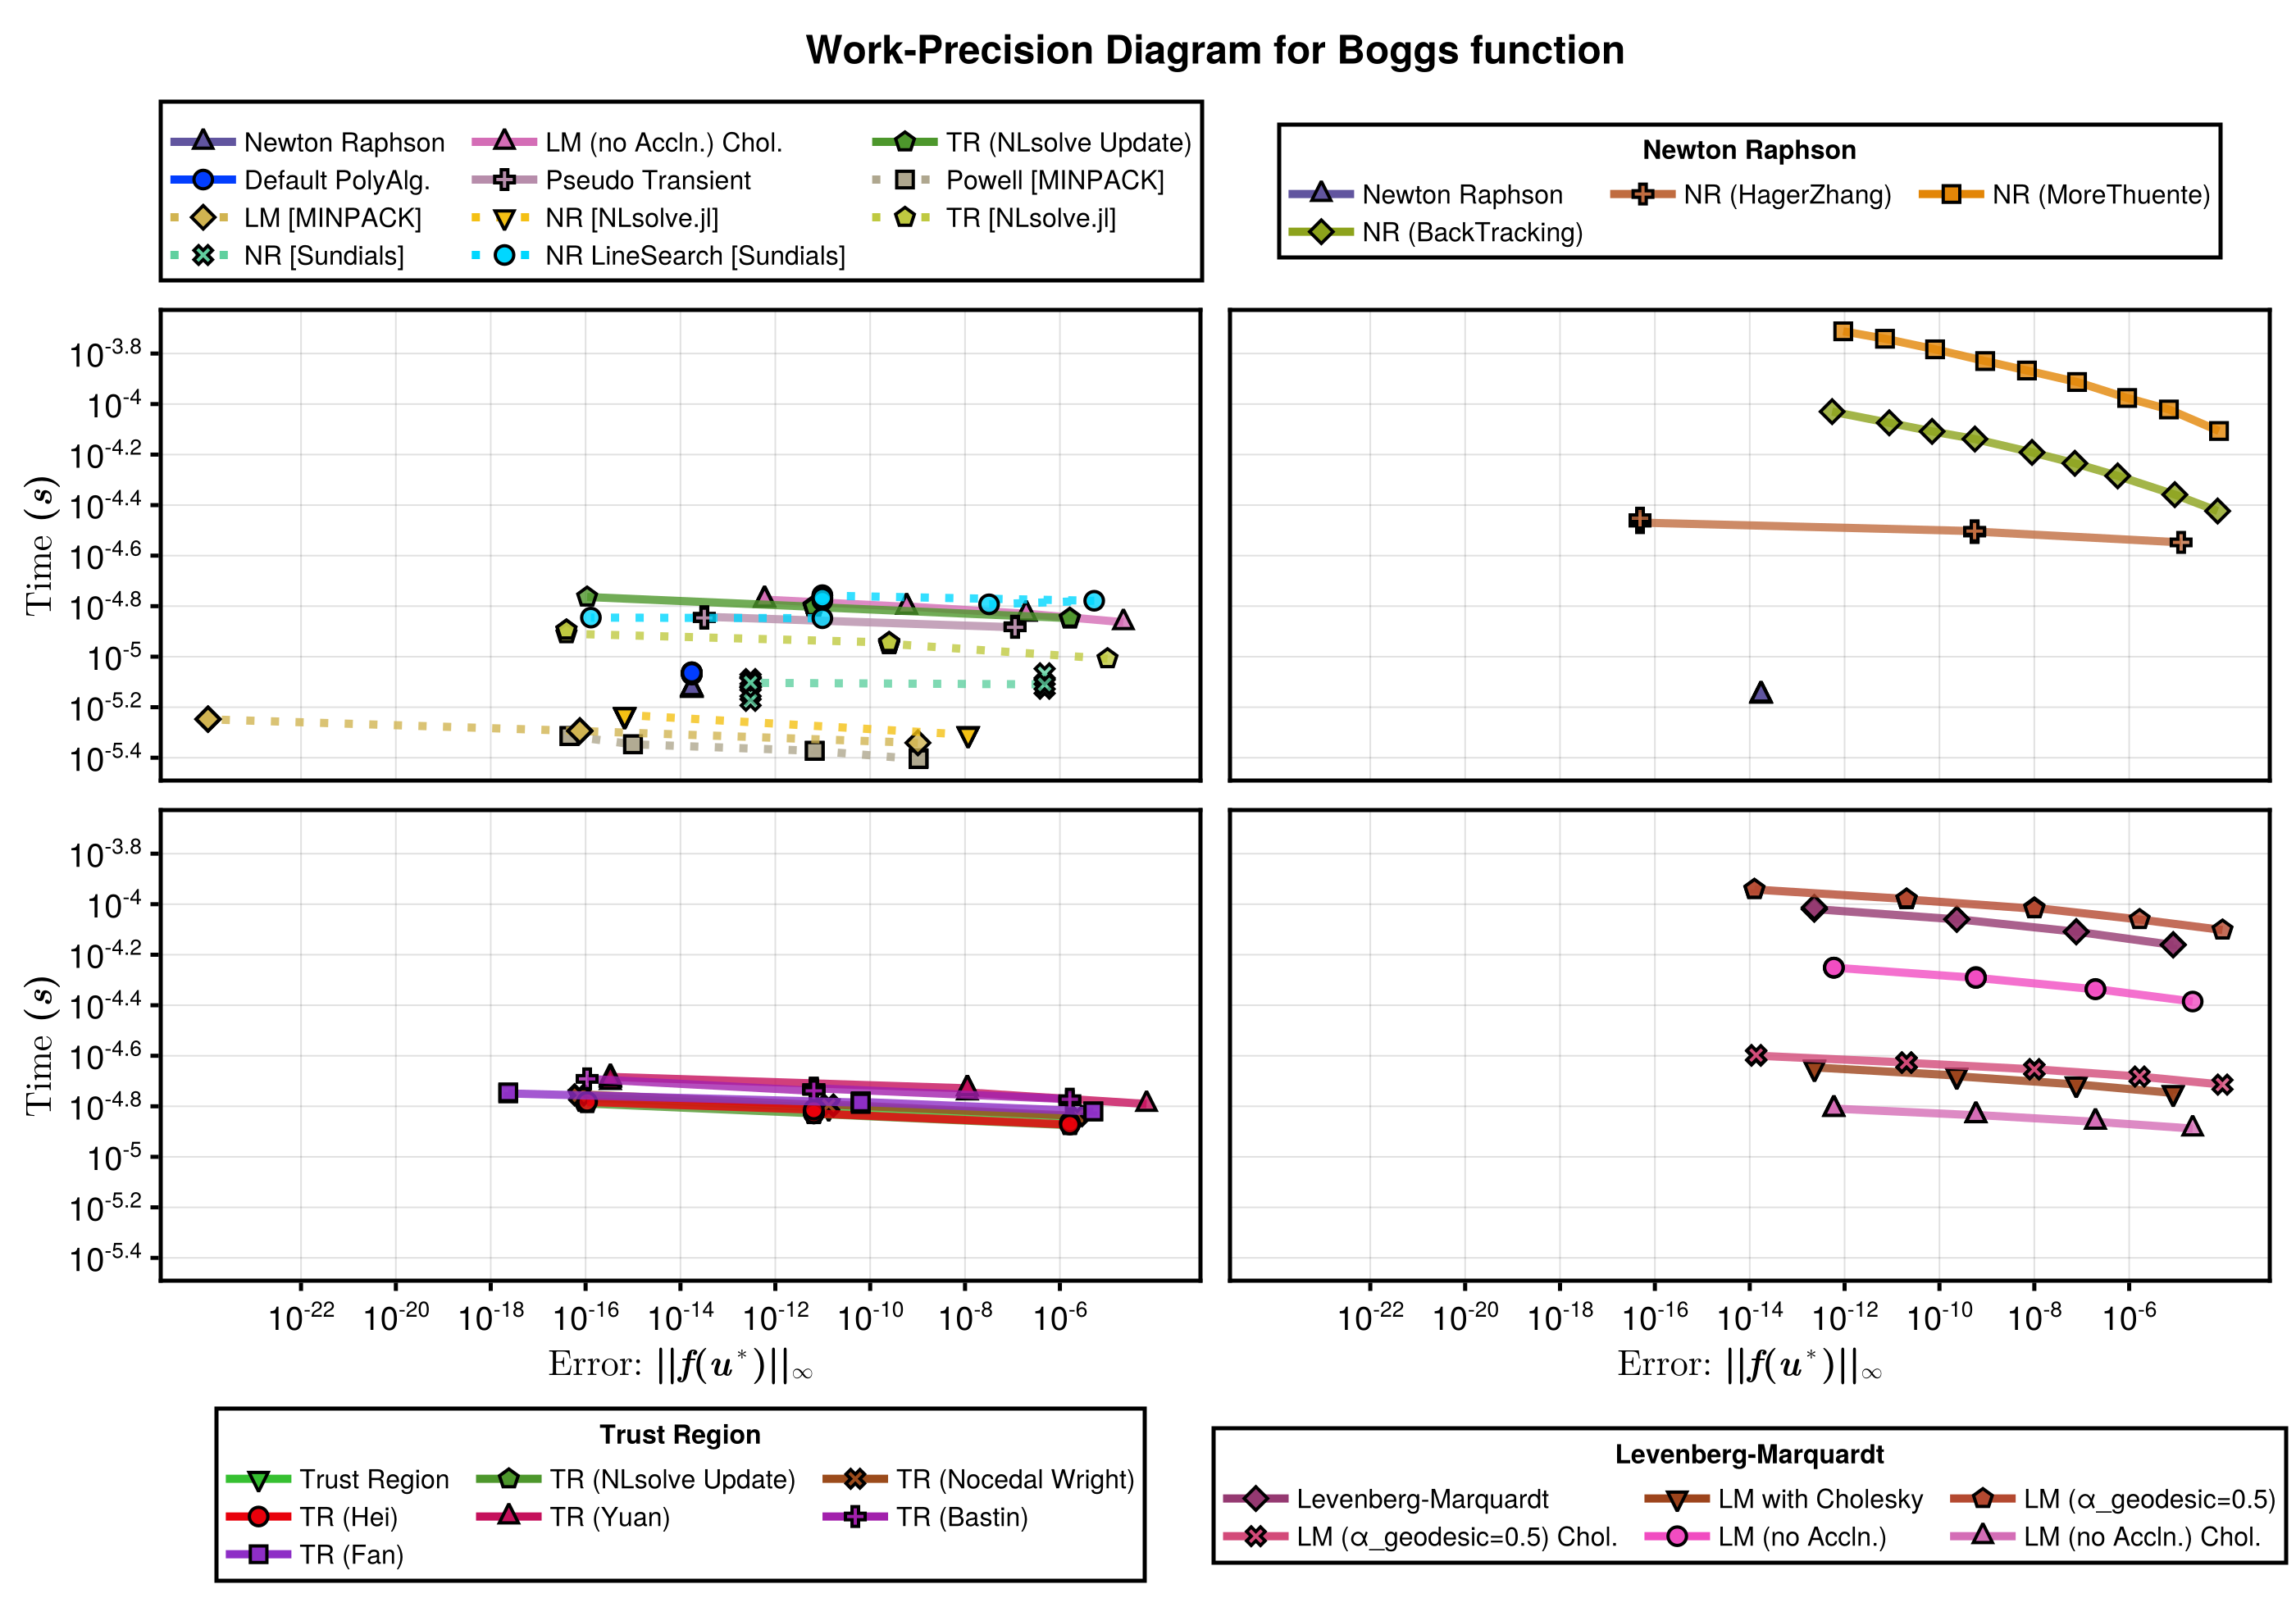 Work-Precision Diagram for Boggs function
Newton Raphson LM (no Accln.) Chol. TR (NLsolve Update)
Default PolyAlg. Pseudo Transient Powell [MINPACK]
LM [MINPACK] NR [NLsolve.jl] TR [NLsolve.jl]
NR [Sundials] NR LineSearch [Sundials]
Newton Raphson
Newton Raphson NR (HagerZhang) NR (MoreThuente)
NR (BackTracking)
Time (s)
10^-3.8
10^-4
10^-4.2
10^-4.4
10^-4.6
10^-4.8
10^-5
10^-5.2
10^-5.4
Time (s)
10^-3.8
10^-4
10^-4.2
10^-4.4
10^-4.6
10^-4.8
10^-5
10^-5.2
10^-5.4
10^-22 10^-20 10^-18 10^-16 10^-14 10^-12 10^-10 10^-8 10^-6
Error: ||f(u*)||∞
10^-22 10^-20 10^-18 10^-16 10^-14 10^-12 10^-10 10^-8 10^-6
Error: ||f(u*)||∞
Trust Region
Trust Region TR (NLsolve Update) TR (Nocedal Wright)
TR (Hei) TR (Yuan) TR (Bastin)
TR (Fan)
Levenberg-Marquardt
Levenberg-Marquardt LM with Cholesky LM (α_geodesic=0.5)
LM (α_geodesic=0.5) Chol. LM (no Accln.) LM (no Accln.) Chol.